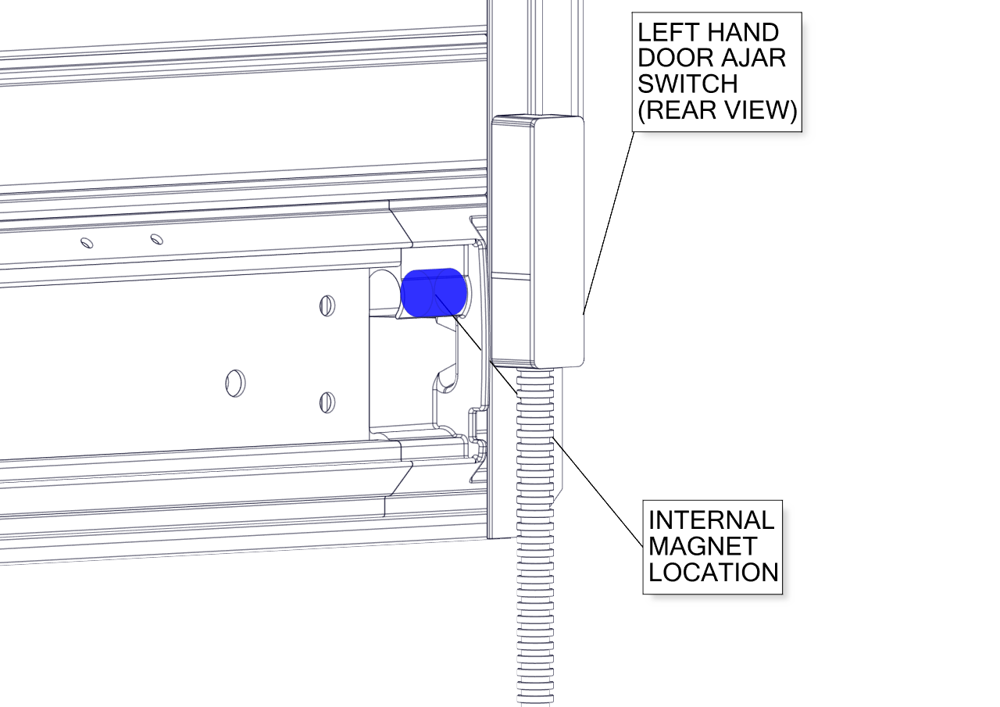 LEFT HAND
DOOR AJAR
SWITCH
(REAR VIEW)
INTERNAL
MAGNET
LOCATION